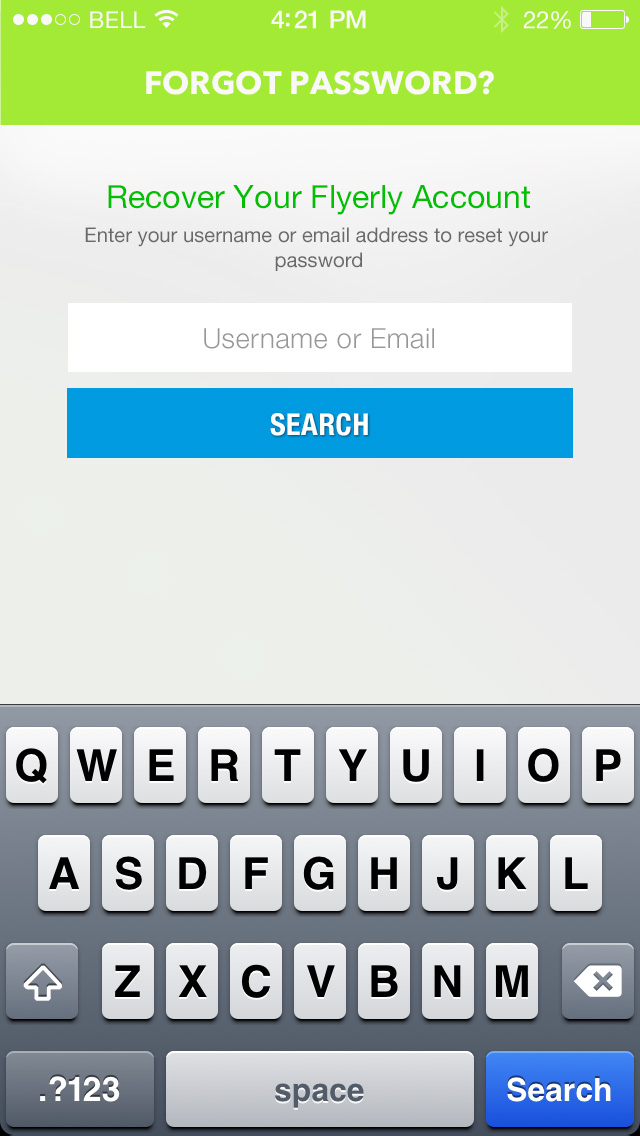 BELL 4:21 PM 22%
FORGOT PASSWORD?
Recover Your Flyerly Account
Enter your username or email address to reset your
password
Username or Email
SEARCH
Q W E R T Y U I O P
A S D F G H J K L
Z X C V B N M
.?123 space Search